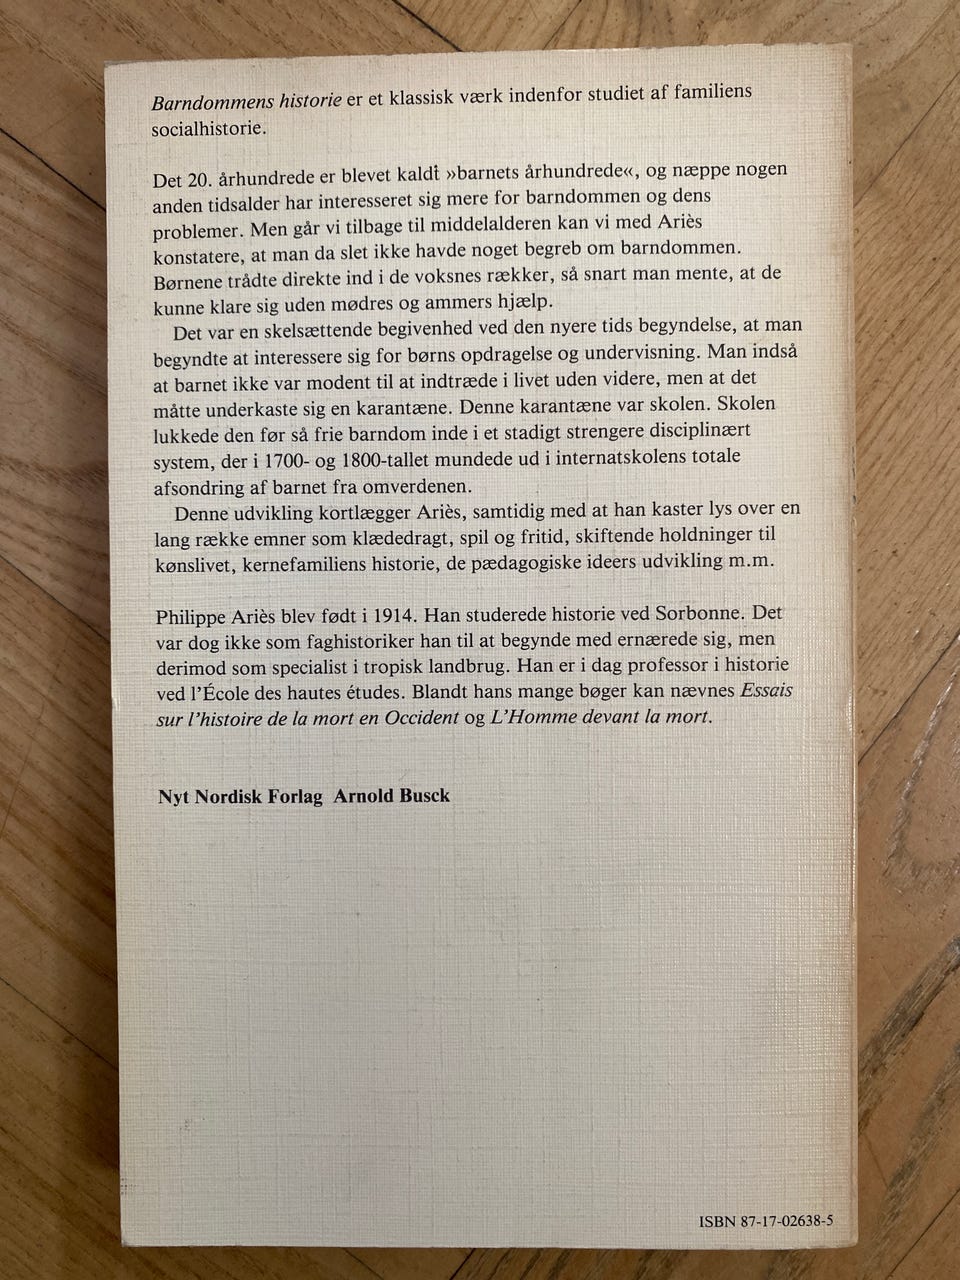 Barndommens historie er et klassisk værk indenfor studiet af familiens
socialhistorie.
Det 20. århundrede er blevet kaldt »barnets århundrede«, og næppe nogen
anden tidsalder har interesseret sig mere for barndommen og dens
problemer. Men går vi tilbage til middelalderen kan vi med Ariès
konstatere, at man da slet ikke havde noget begreb om barndommen.
Børnene trådte direkte ind i de voksnes rækker, så snart man mente, at de
kunne klare sig uden mødres og ammers hjælp.
Det var en skelsættende begivenhed ved den nyere tids begyndelse, at man
begyndte at interessere sig for børns opdragelse og undervisning. Man indså
at barnet ikke var modent til at indtræde i livet uden videre, men at det
måtte underkaste sig en karantæne. Denne karantæne var skolen. Skolen
lukkede den før så frie barndom inde i et stadigt strengere disciplinært
system, der i 1700- og 1800-tallet mundede ud i internatskolens totale
afsondring af barnet fra omverdenen.
Denne udvikling kortlægger Ariès, samtidig med at han kaster lys over en
lang række emner som klædedragt, spil og fritid, skiftende holdninger til
kønslivet, kernefamiliens historie, de pædagogiske ideers udvikling m.m.
Philippe Ariès blev født i 1914. Han studerede historie ved Sorbonne. Det
var dog ikke som faghistoriker han til at begynde med ernærede sig, men
derimod som specialist i tropisk landbrug. Han er i dag professor i historie
ved l'École des hautes études. Blandt hans mange bøger kan nævnes Essais
sur l'histoire de la mort en Occident og L'Homme devant la mort.
Nyt Nordisk Forlag Arnold Busck
ISBN 87-17-02638-5